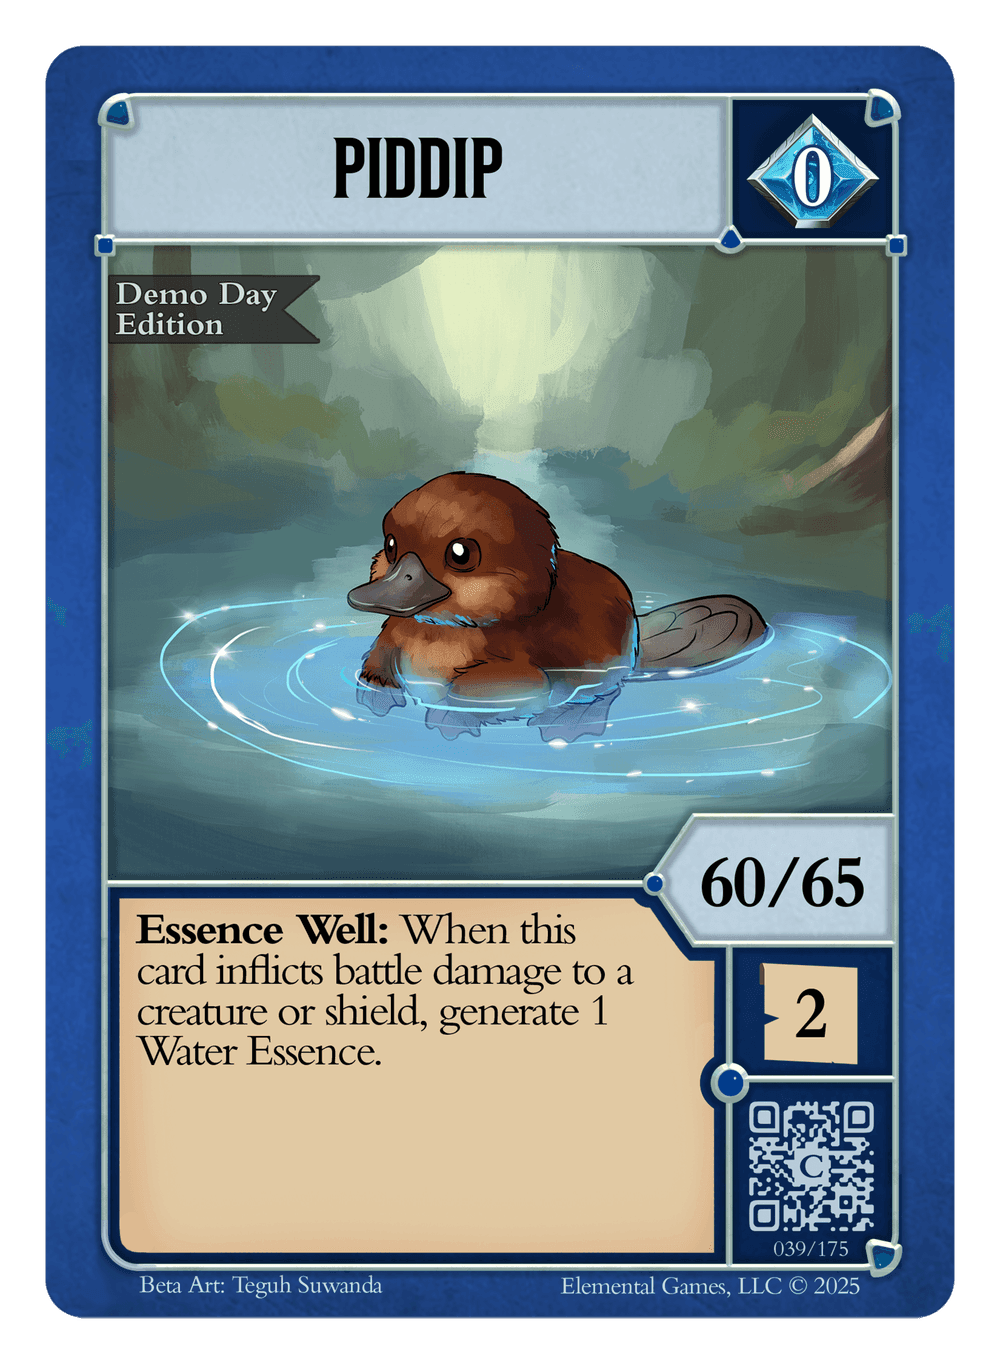 PIDDIP
0
Demo Day
Edition
60/65
Essence Well: When this
card inflicts battle damage to a
creature or shield, generate 1
Water Essence.
2
C
039/175
Beta Art: Teguh Suwanda
Elemental Games, LLC © 2025